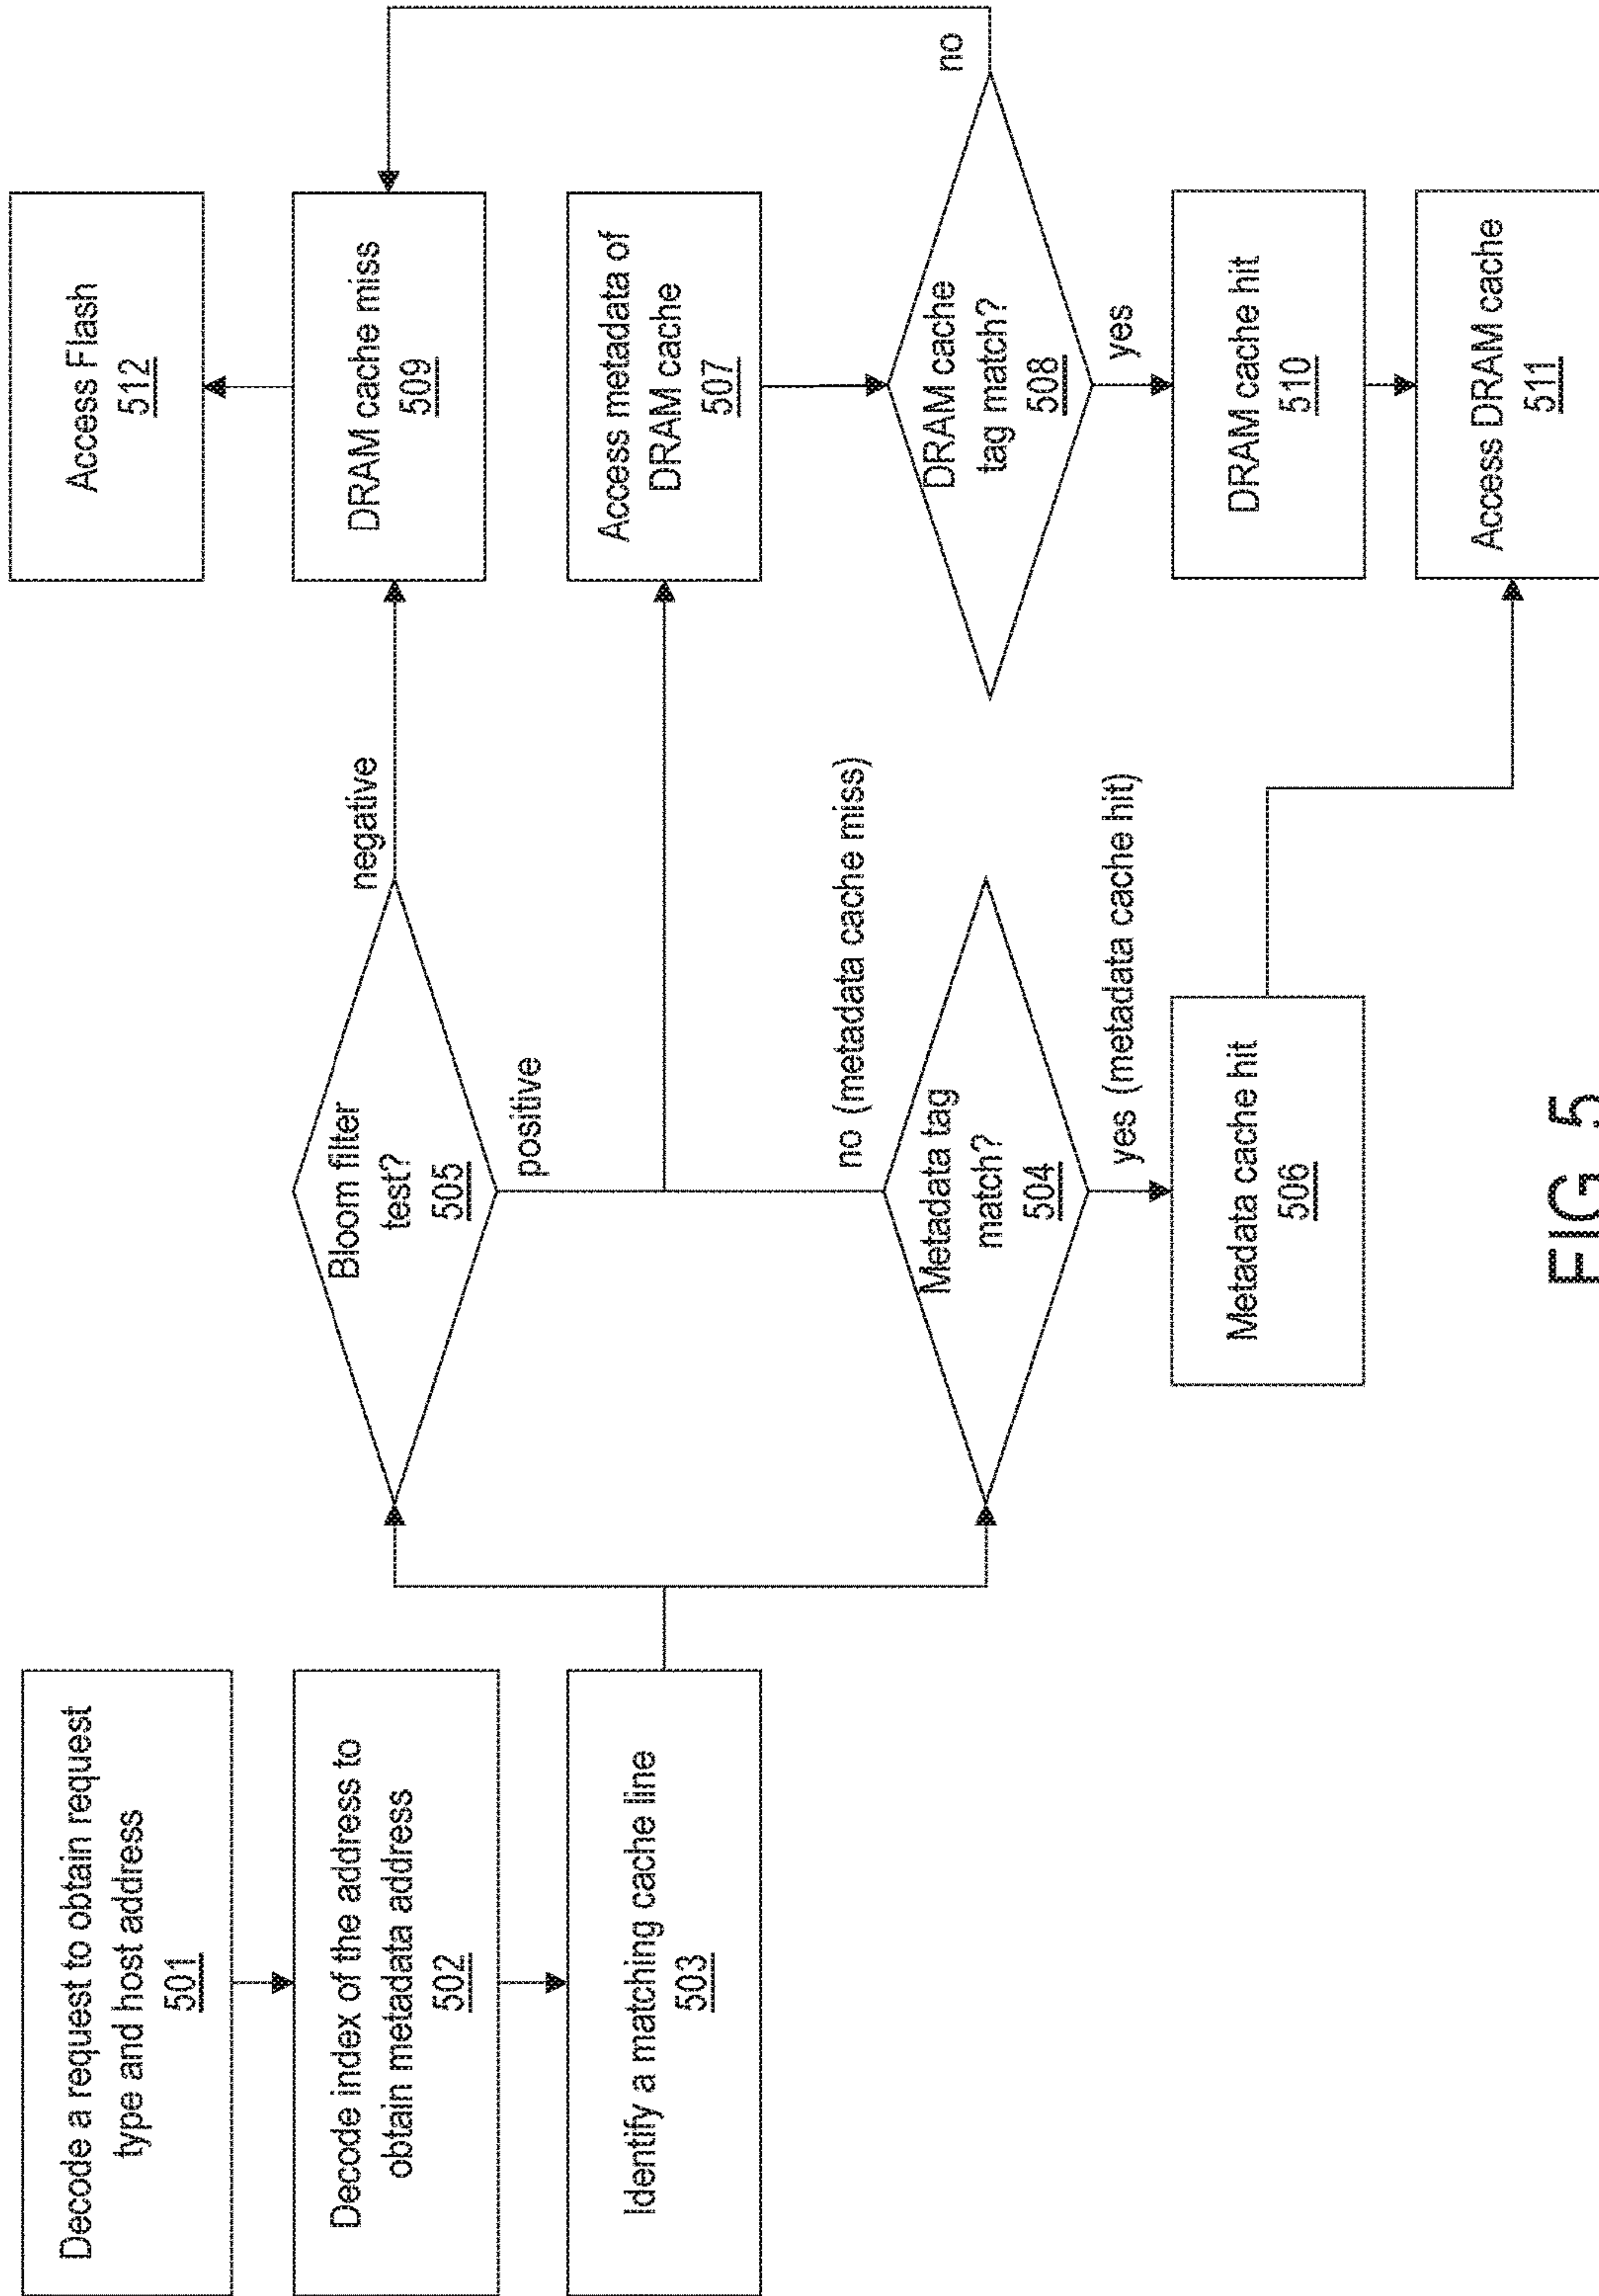 Decode a request to obtain request
type and host address
501
Decode index of the address to
obtain metadata address
502
Identify a matching cache line
503
Bloom filter
test?
505
negative
positive
no (metadata cache miss)
Metadata tag
match?
504
yes (metadata cache hit)
Metadata cache hit
506
Access Flash
512
DRAM cache miss
509
Access metadata of
DRAM cache
507
no
DRAM cache
tag match?
508
yes
DRAM cache hit
510
Access DRAM cache
511
FIG. 5